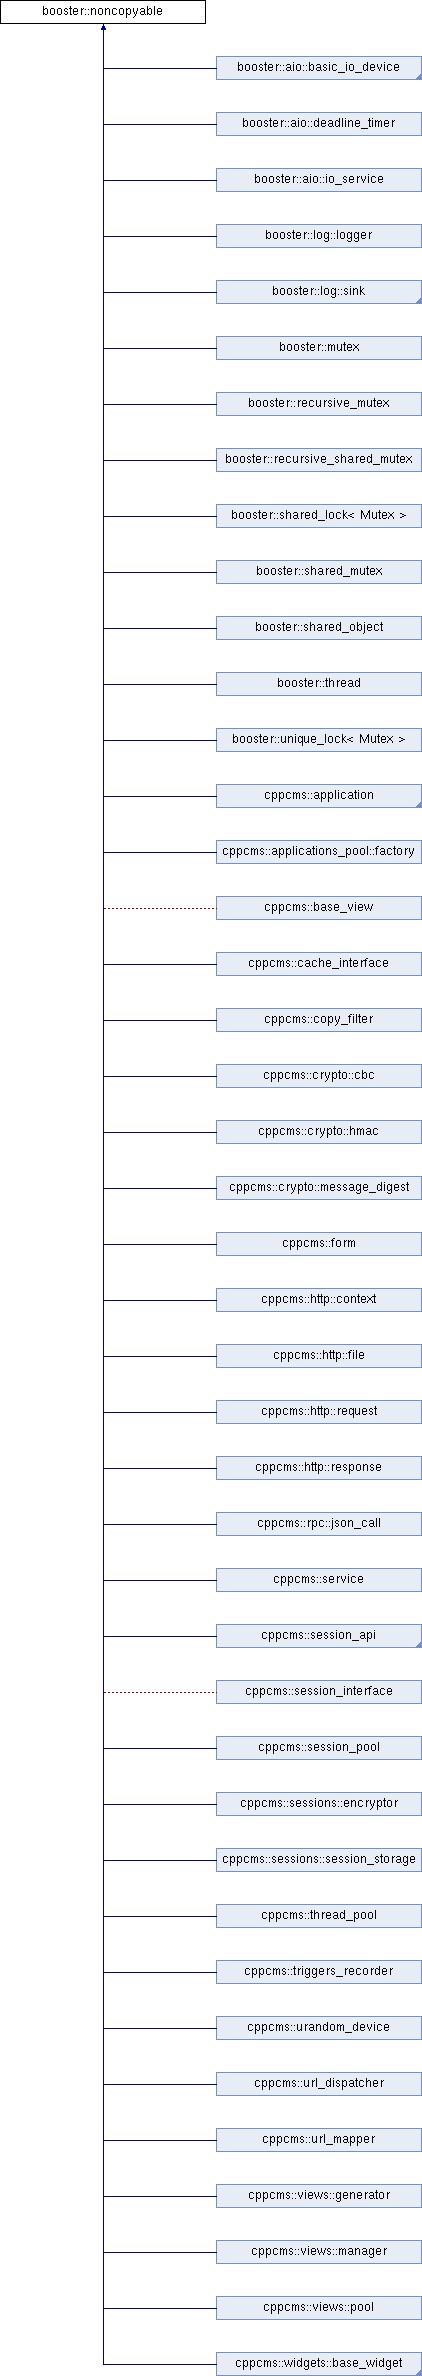 booster::noncopyable
booster::aio::basic_io_device
booster::aio::deadline_timer
booster::aio::io_service
booster::log::logger
booster::log::sink
booster::mutex
booster::recursive_mutex
booster::recursive_shared_mutex
booster::shared_lock< Mutex >
booster::shared_mutex
booster::shared_object
booster::thread
booster::unique_lock< Mutex >
cppcms::application
cppcms::applications_pool::factory
cppcms::base_view
cppcms::cache_interface
cppcms::copy_filter
cppcms::crypto::cbc
cppcms::crypto::hmac
cppcms::crypto::message_digest
cppcms::form
cppcms::http::context
cppcms::http::file
cppcms::http::request
cppcms::http::response
cppcms::rpc::json_call
cppcms::service
cppcms::session_api
cppcms::session_interface
cppcms::session_pool
cppcms::sessions::encryptor
cppcms::sessions::session_storage
cppcms::thread_pool
cppcms::triggers_recorder
cppcms::urandom_device
cppcms::url_dispatcher
cppcms::url_mapper
cppcms::views::generator
cppcms::views::manager
cppcms::views::pool
cppcms::widgets::base_widget